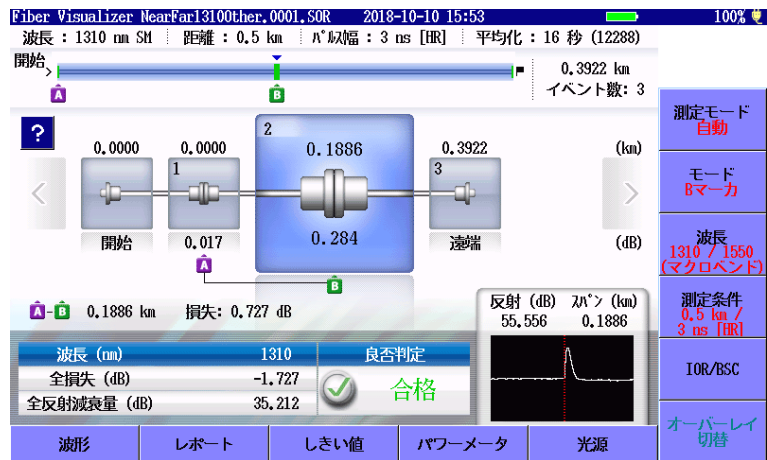 Fiber Visualizer NearFar13100ther.0001.SOR 2018-10-10 15:53 100%
波長 : 1310 nm SM 距離 : 0.5 km パルス幅 : 3 ns [HR] 平均化 : 16 秒 (12288)
開始 > 0.3922 km
A B イベント数: 3
?
0.0000 0.0000 2 0.1886 0.3922 (km)
1 3
開始 0.017 0.284 遠端 (dB)
A
B
A-B 0.1886 km 損失: 0.727 dB
反射 (dB) スパン (km)
55.556 0.1886
波長 (nm) 1310 良否判定
全損失 (dB) -1.727 合格
全反射減衰量 (dB) 35.212
測定モード
自動
モード
Bマーカ
波長
1310 / 1550
(マクロベンド)
測定条件
0.5 km /
3 ns [HR]
IOR/BSC
オーバーレイ
切替
波形 レポート しきい値 パワーメータ 光源